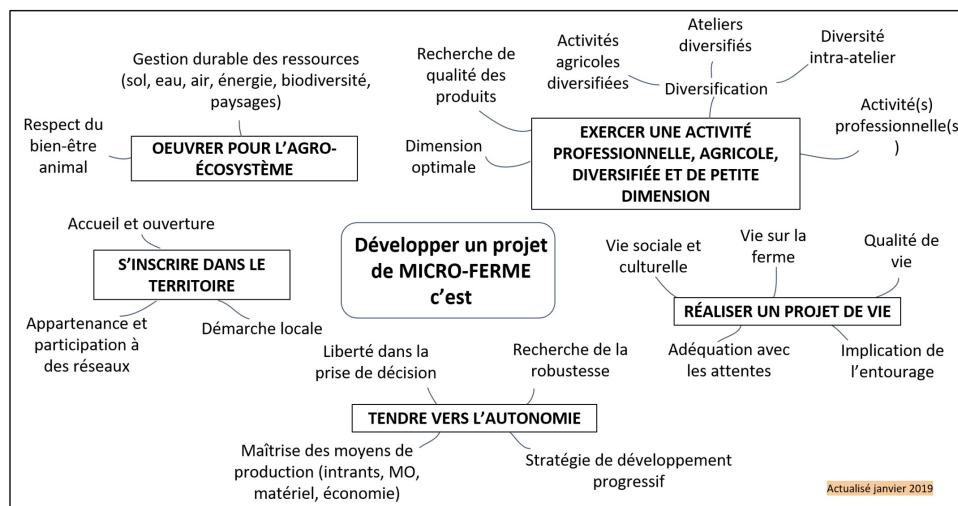 Gestion durable des ressources
(sol, eau, air, énergie, biodiversité,
paysages)
Respect du
bien-être
animal
OEUVRER POUR L'AGRO-
ÉCOSYSTÈME
Recherche de
qualité des
produits
Activités
agricoles
diversifiées
Ateliers
diversifiés
Diversité
intra-atelier
Diversification
Dimension
optimale
EXERCER UNE ACTIVITÉ
PROFESSIONNELLE, AGRICOLE,
DIVERSIFIÉE ET DE PETITE
DIMENSION
Activité(s)
professionnelle(s
)
Accueil et ouverture
S'INSCRIRE DANS LE
TERRITOIRE
Appartenance et
participation à
des réseaux
Démarche locale
Développer un projet
de MICRO-FERME
c'est
Vie sociale et
culturelle
Vie sur la
ferme
Qualité de
vie
RÉALISER UN PROJET DE VIE
Adéquation avec
les attentes
Implication de
l'entourage
Liberté dans la
prise de décision
Recherche de la
robustesse
TENDRE VERS L'AUTONOMIE
Maîtrise des moyens de
production (intrants, MO,
matériel, économie)
Stratégie de développement
progressif
Actualisé janvier 2019